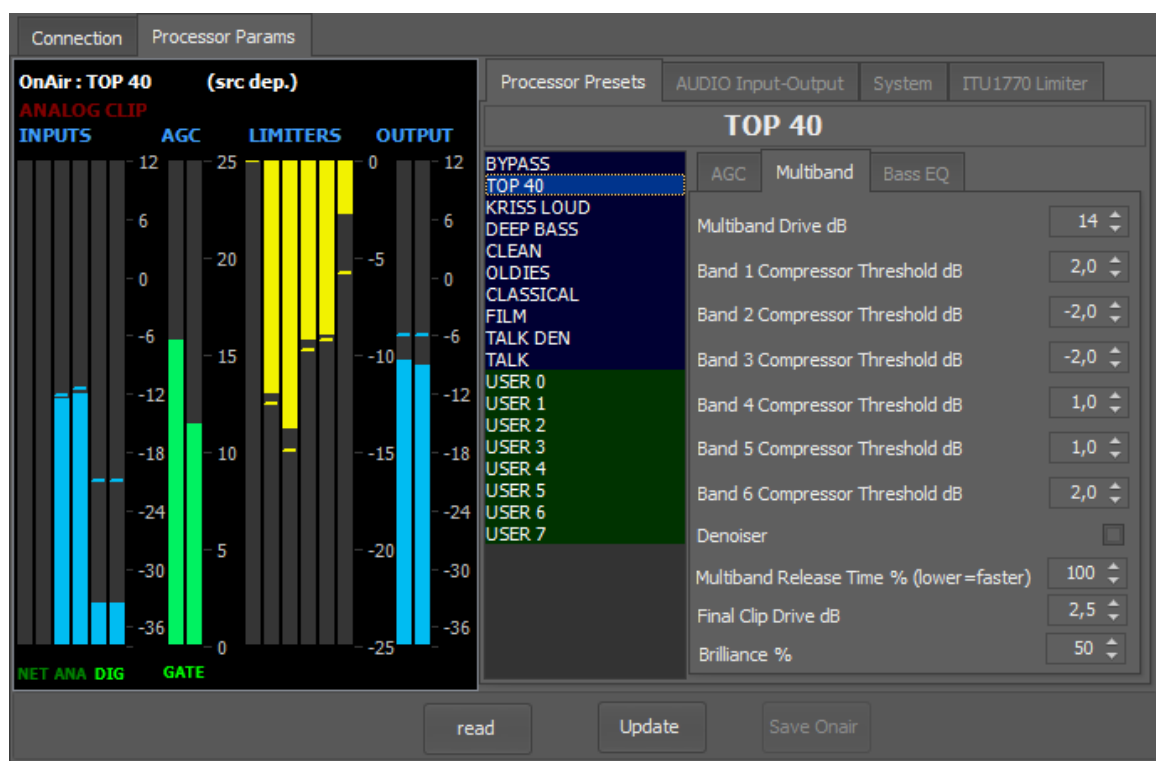 Connection Processor Params
OnAir : TOP 40 (src dep.)
ANALOG CLIP
INPUTS AGC LIMITERS OUTPUT
12 25 0 12
6 20 -5 6
0 15 -10 0
-6 10 -15 -6
-12 5 -20 -12
-18 0 -25 -18
-24 -24
-30 -30
-36 -36
NET ANA DIG GATE
Processor Presets AUDIO Input-Output System ITU1770 Limiter
TOP 40
BYPASS
TOP 40
KRISS LOUD
DEEP BASS
CLEAN
OLDIES
CLASSICAL
FILM
TALK DEN
TALK
USER 0
USER 1
USER 2
USER 3
USER 4
USER 5
USER 6
USER 7
AGC Multiband Bass EQ
Multiband Drive dB 14
Band 1 Compressor Threshold dB 2,0
Band 2 Compressor Threshold dB -2,0
Band 3 Compressor Threshold dB -2,0
Band 4 Compressor Threshold dB 1,0
Band 5 Compressor Threshold dB 1,0
Band 6 Compressor Threshold dB 2,0
Denoiser
Multiband Release Time % (lower=faster) 100
Final Clip Drive dB 2,5
Brilliance % 50
read Update Save Onair